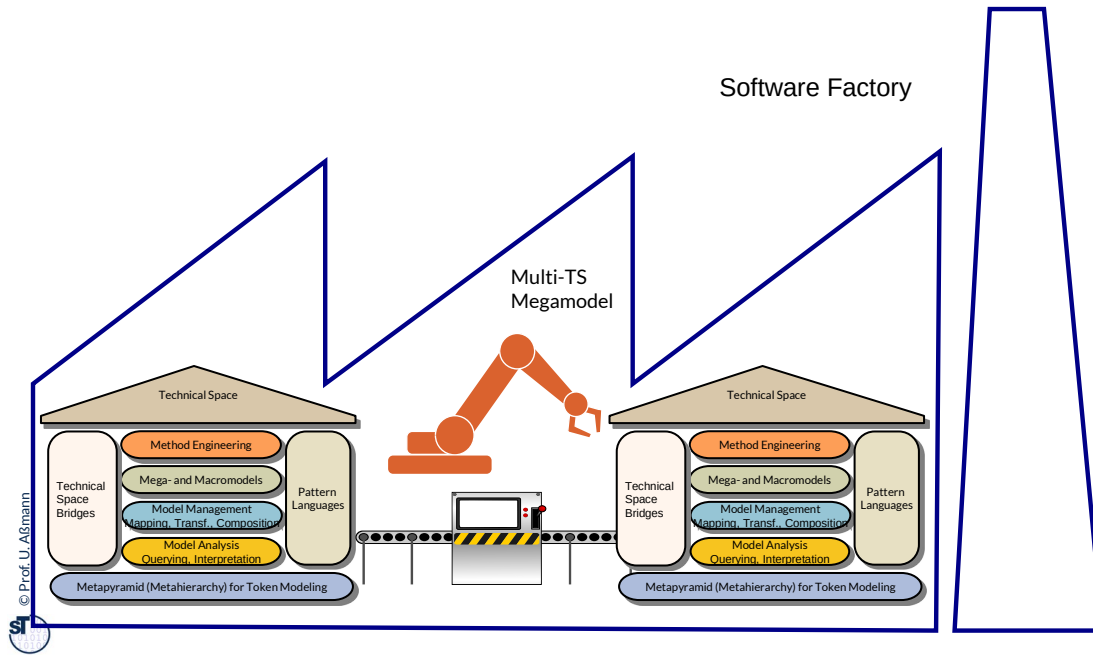 Software Factory
Multi-TS
Megamodel
Technical Space
Method Engineering
Mega- and Macromodels
Technical
Space
Bridges
Pattern
Languages
Model Management
Mapping, Transf., Composition
Model Analysis
Querying, Interpretation
Metapyramid (Metahierarchy) for Token Modeling
Technical Space
Method Engineering
Mega- and Macromodels
Technical
Space
Bridges
Pattern
Languages
Model Management
Mapping, Transf., Composition
Model Analysis
Querying, Interpretation
Metapyramid (Metahierarchy) for Token Modeling
© Prof. U. Aßmann
ST